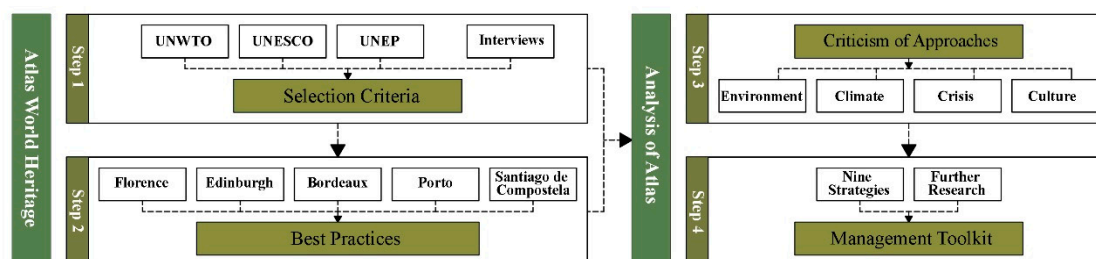 Atlas World Heritage
Step 1
UNWTO
UNESCO
UNEP
Interviews
Selection Criteria
Step 2
Florence
Edinburgh
Bordeaux
Porto
Santiago de
Compostela
Best Practices
Analysis of Atlas
Step 3
Criticism of Approaches
Environment
Climate
Crisis
Culture
Step 4
Nine
Strategies
Further
Research
Management Toolkit